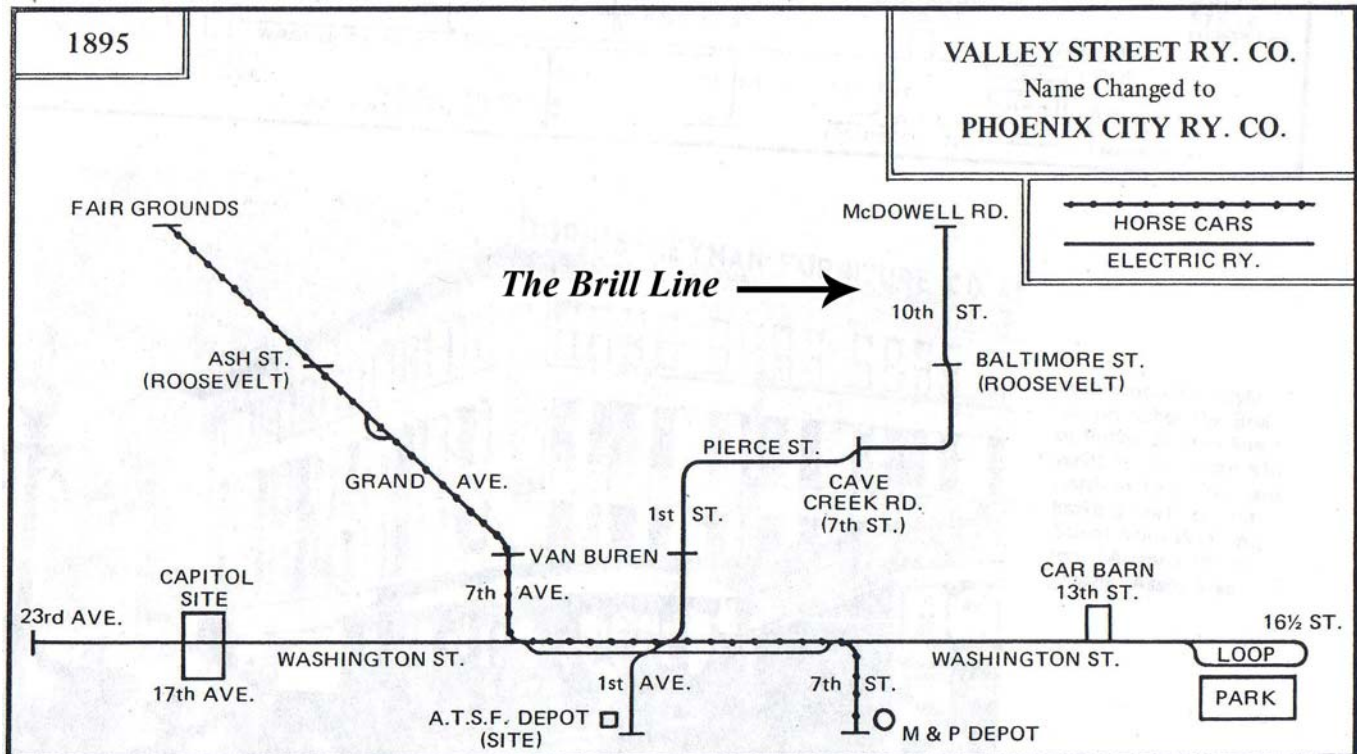 1895
VALLEY STREET RY. CO.
Name Changed to
PHOENIX CITY RY. CO.
HORSE CARS
ELECTRIC RY.
FAIR GROUNDS
McDOWELL RD.
The Brill Line
10th ST.
ASH ST.
(ROOSEVELT)
BALTIMORE ST.
(ROOSEVELT)
GRAND AVE.
PIERCE ST.
CAVE
CREEK RD.
(7th ST.)
1st ST.
VAN BUREN
7th AVE.
CAPITOL
SITE
CAR BARN
13th ST.
23rd AVE.
16½ ST.
WASHINGTON ST.
WASHINGTON ST.
LOOP
17th AVE.
1st AVE.
7th ST.
PARK
A.T.S.F. DEPOT
(SITE)
M & P DEPOT